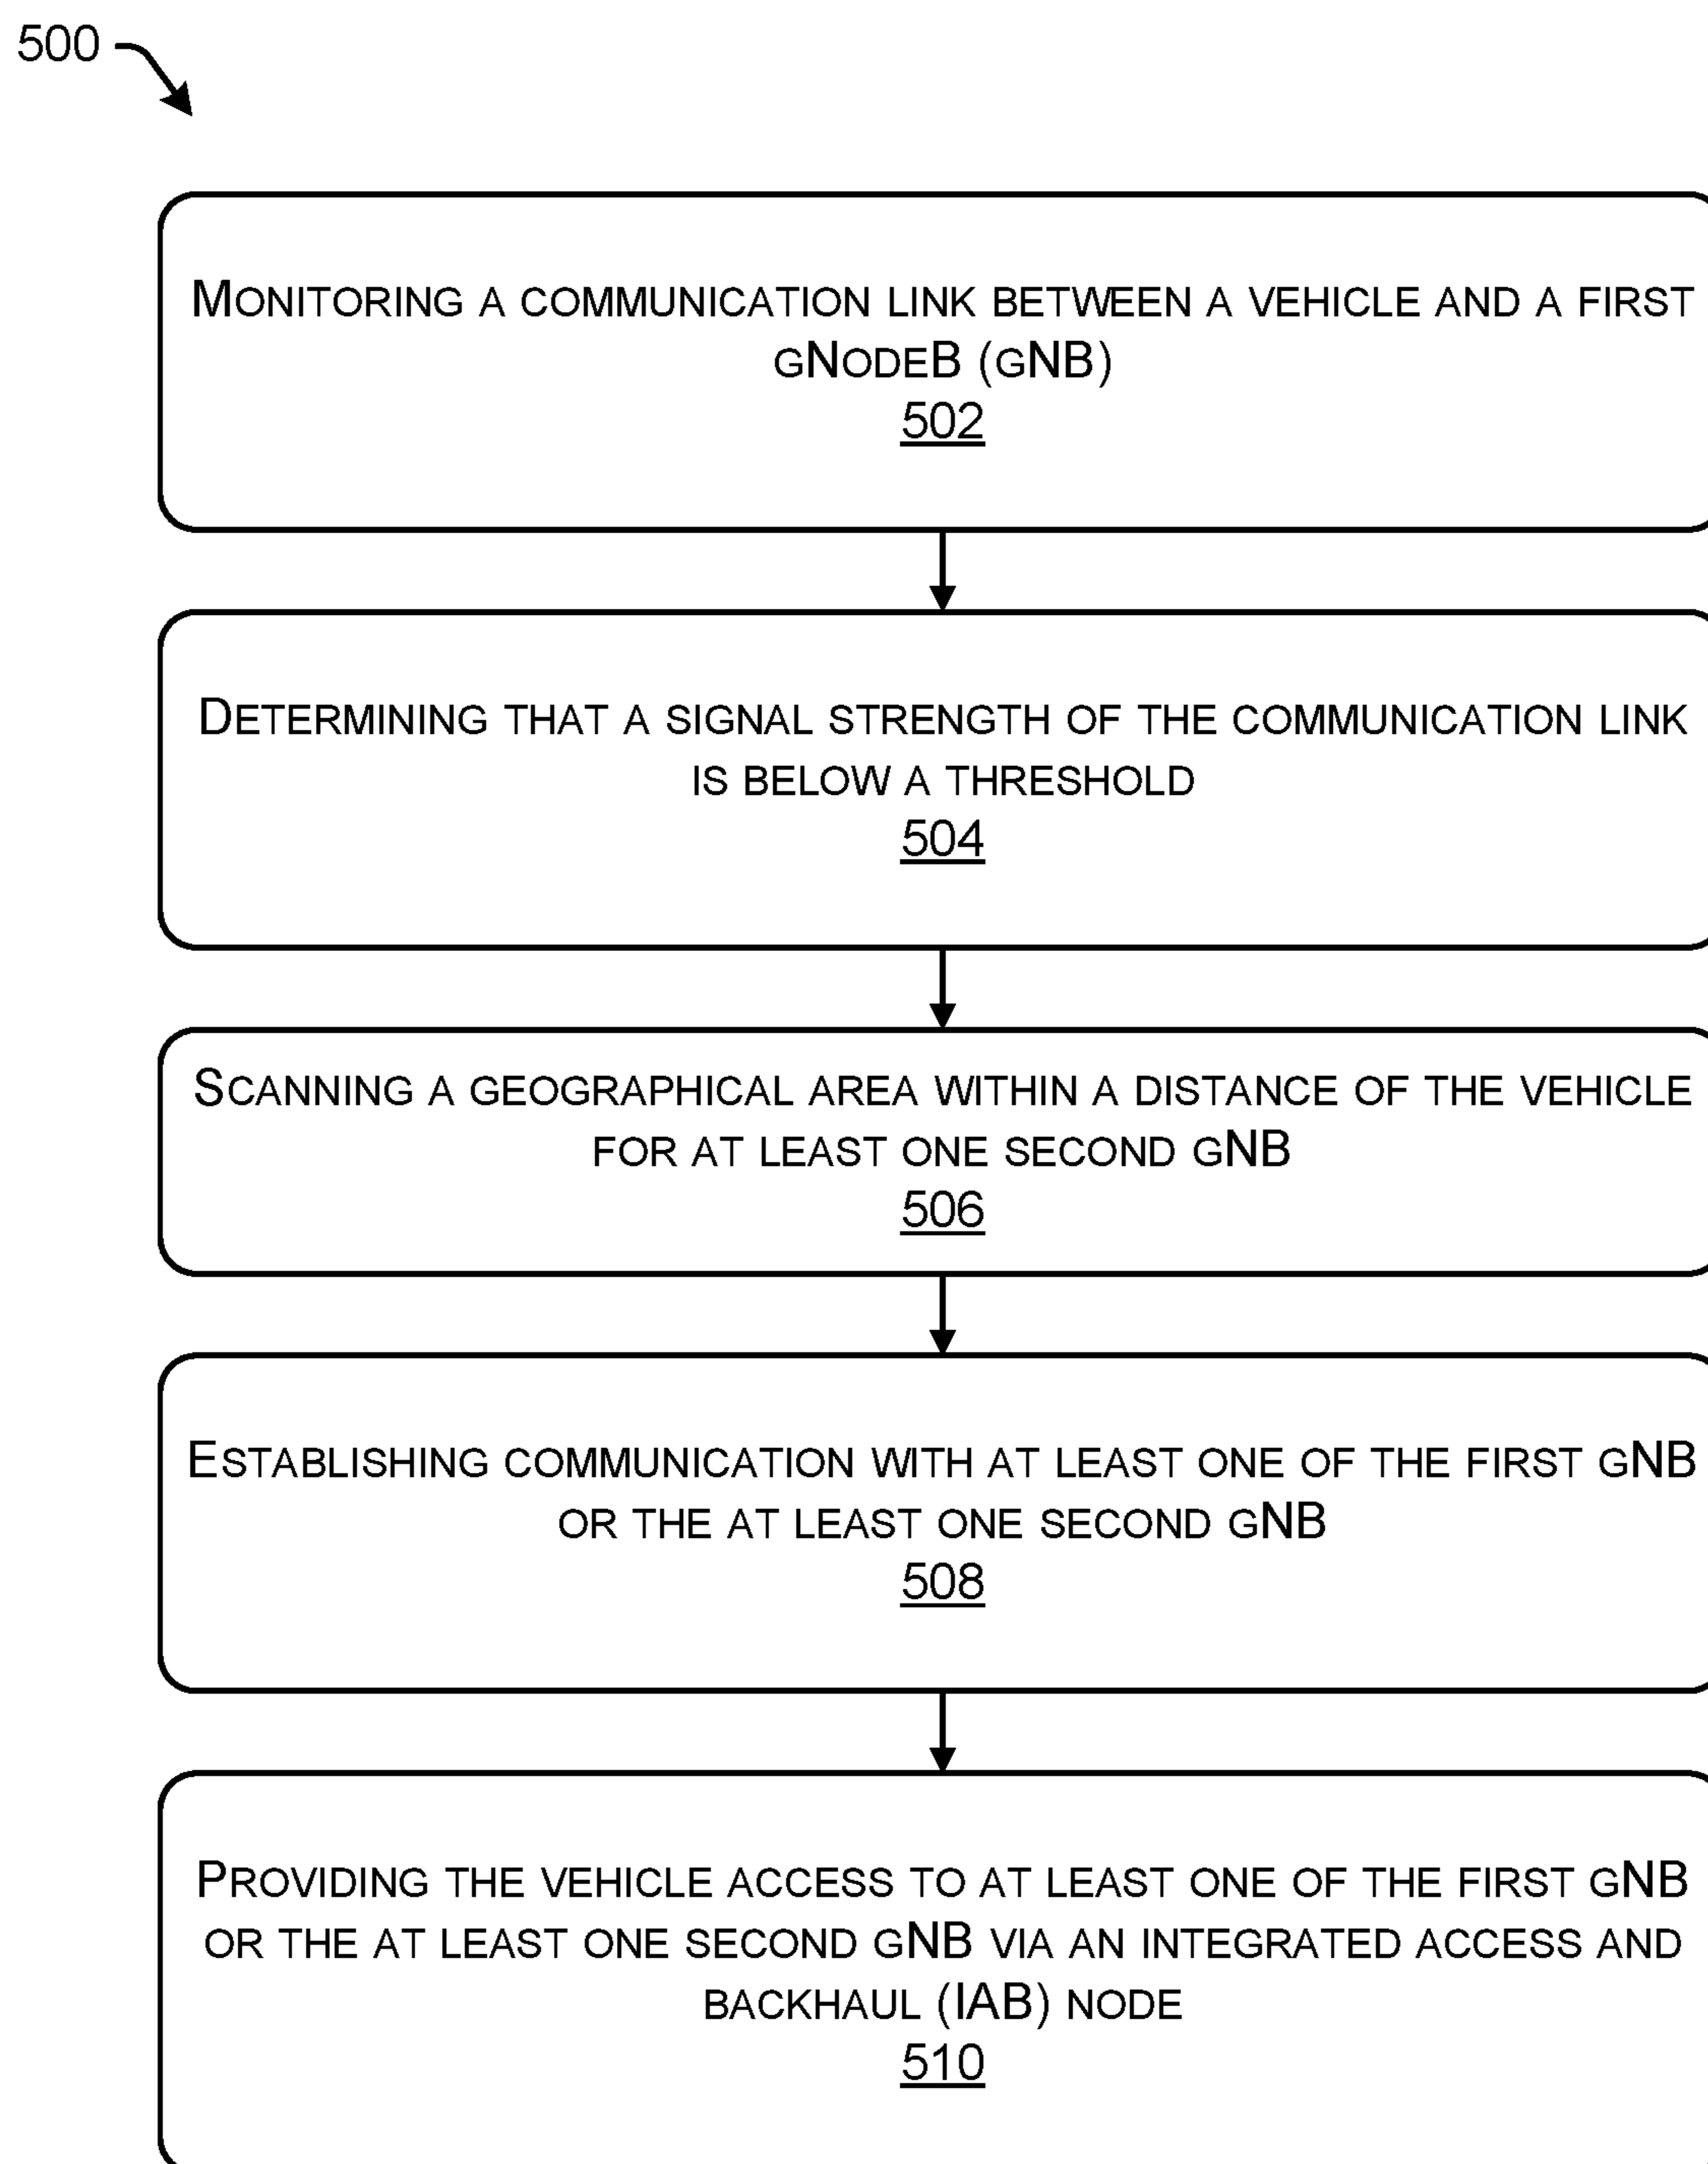 500
MONITORING A COMMUNICATION LINK BETWEEN A VEHICLE AND A FIRST
GNODEB (GNB)
502
DETERMINING THAT A SIGNAL STRENGTH OF THE COMMUNICATION LINK
IS BELOW A THRESHOLD
504
SCANNING A GEOGRAPHICAL AREA WITHIN A DISTANCE OF THE VEHICLE
FOR AT LEAST ONE SECOND GNB
506
ESTABLISHING COMMUNICATION WITH AT LEAST ONE OF THE FIRST GNB
OR THE AT LEAST ONE SECOND GNB
508
PROVIDING THE VEHICLE ACCESS TO AT LEAST ONE OF THE FIRST GNB
OR THE AT LEAST ONE SECOND GNB VIA AN INTEGRATED ACCESS AND
BACKHAUL (IAB) NODE
510